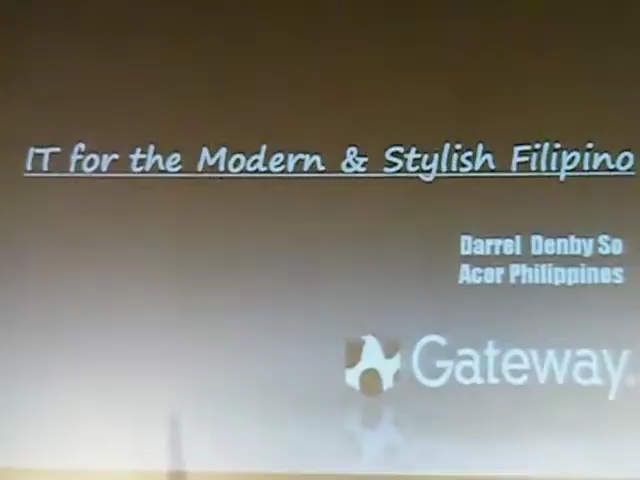 IT for the Modern & Stylish Filipino
Darrel Denby So
Acer Philippines
Gateway.